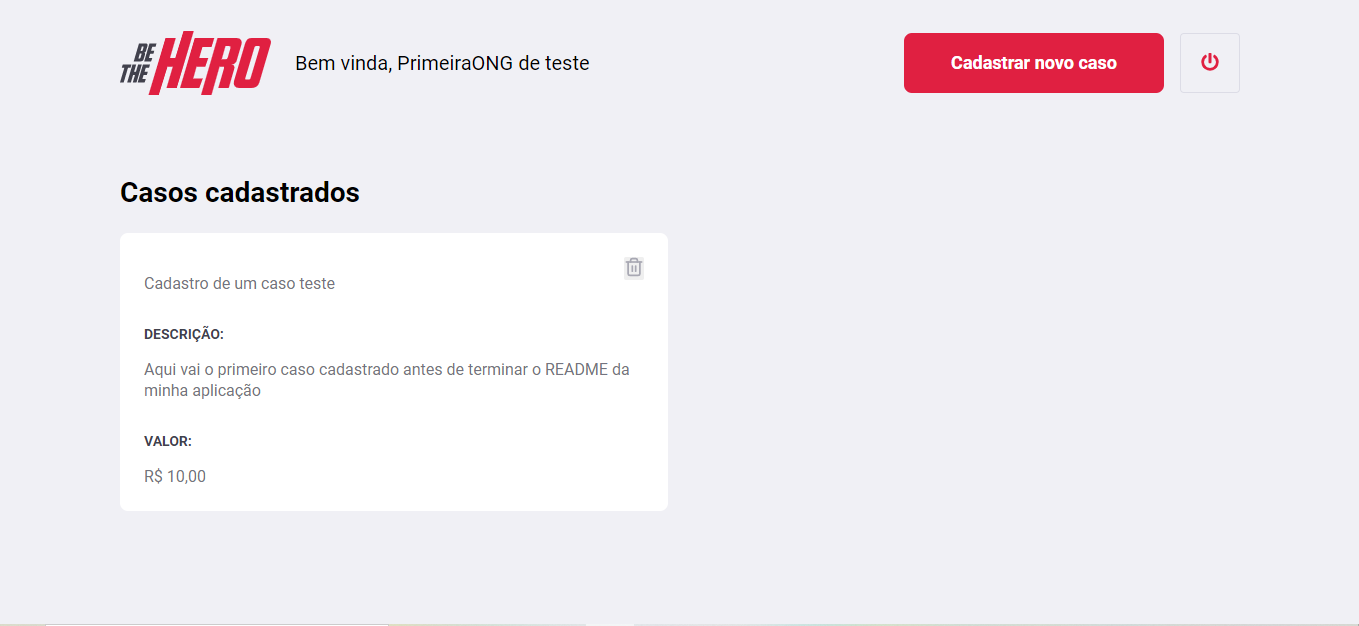 BE THE HERO
Bem vinda, PrimeiraONG de teste
Cadastrar novo caso
Casos cadastrados
Cadastro de um caso teste
DESCRIÇÃO:
Aqui vai o primeiro caso cadastrado antes de terminar o README da
minha aplicação
VALOR:
R$ 10,00